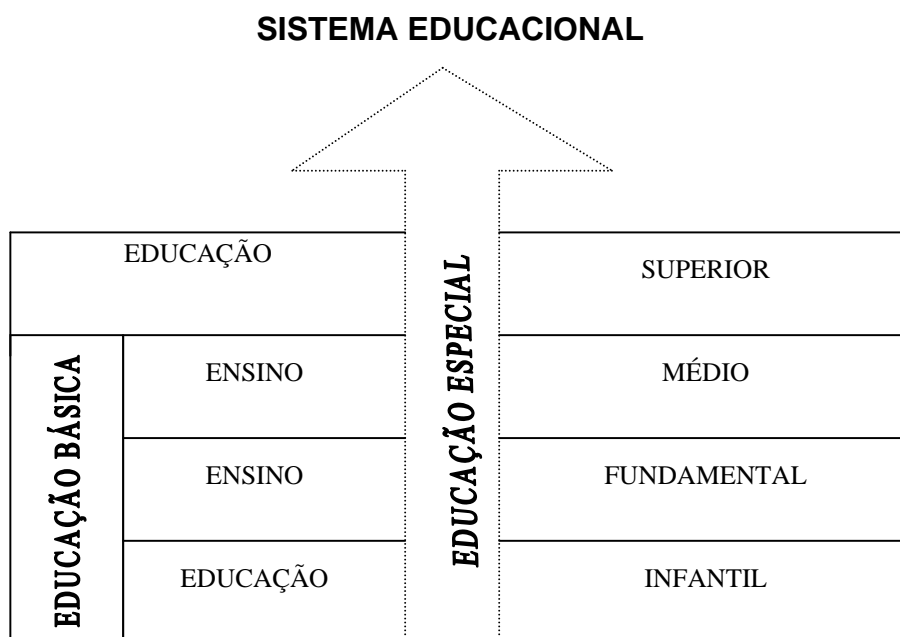 SISTEMA EDUCACIONAL
EDUCAÇÃO SUPERIOR
EDUCAÇÃO BÁSICA
ENSINO MÉDIO
ENSINO FUNDAMENTAL
EDUCAÇÃO INFANTIL
EDUCAÇÃO ESPECIAL